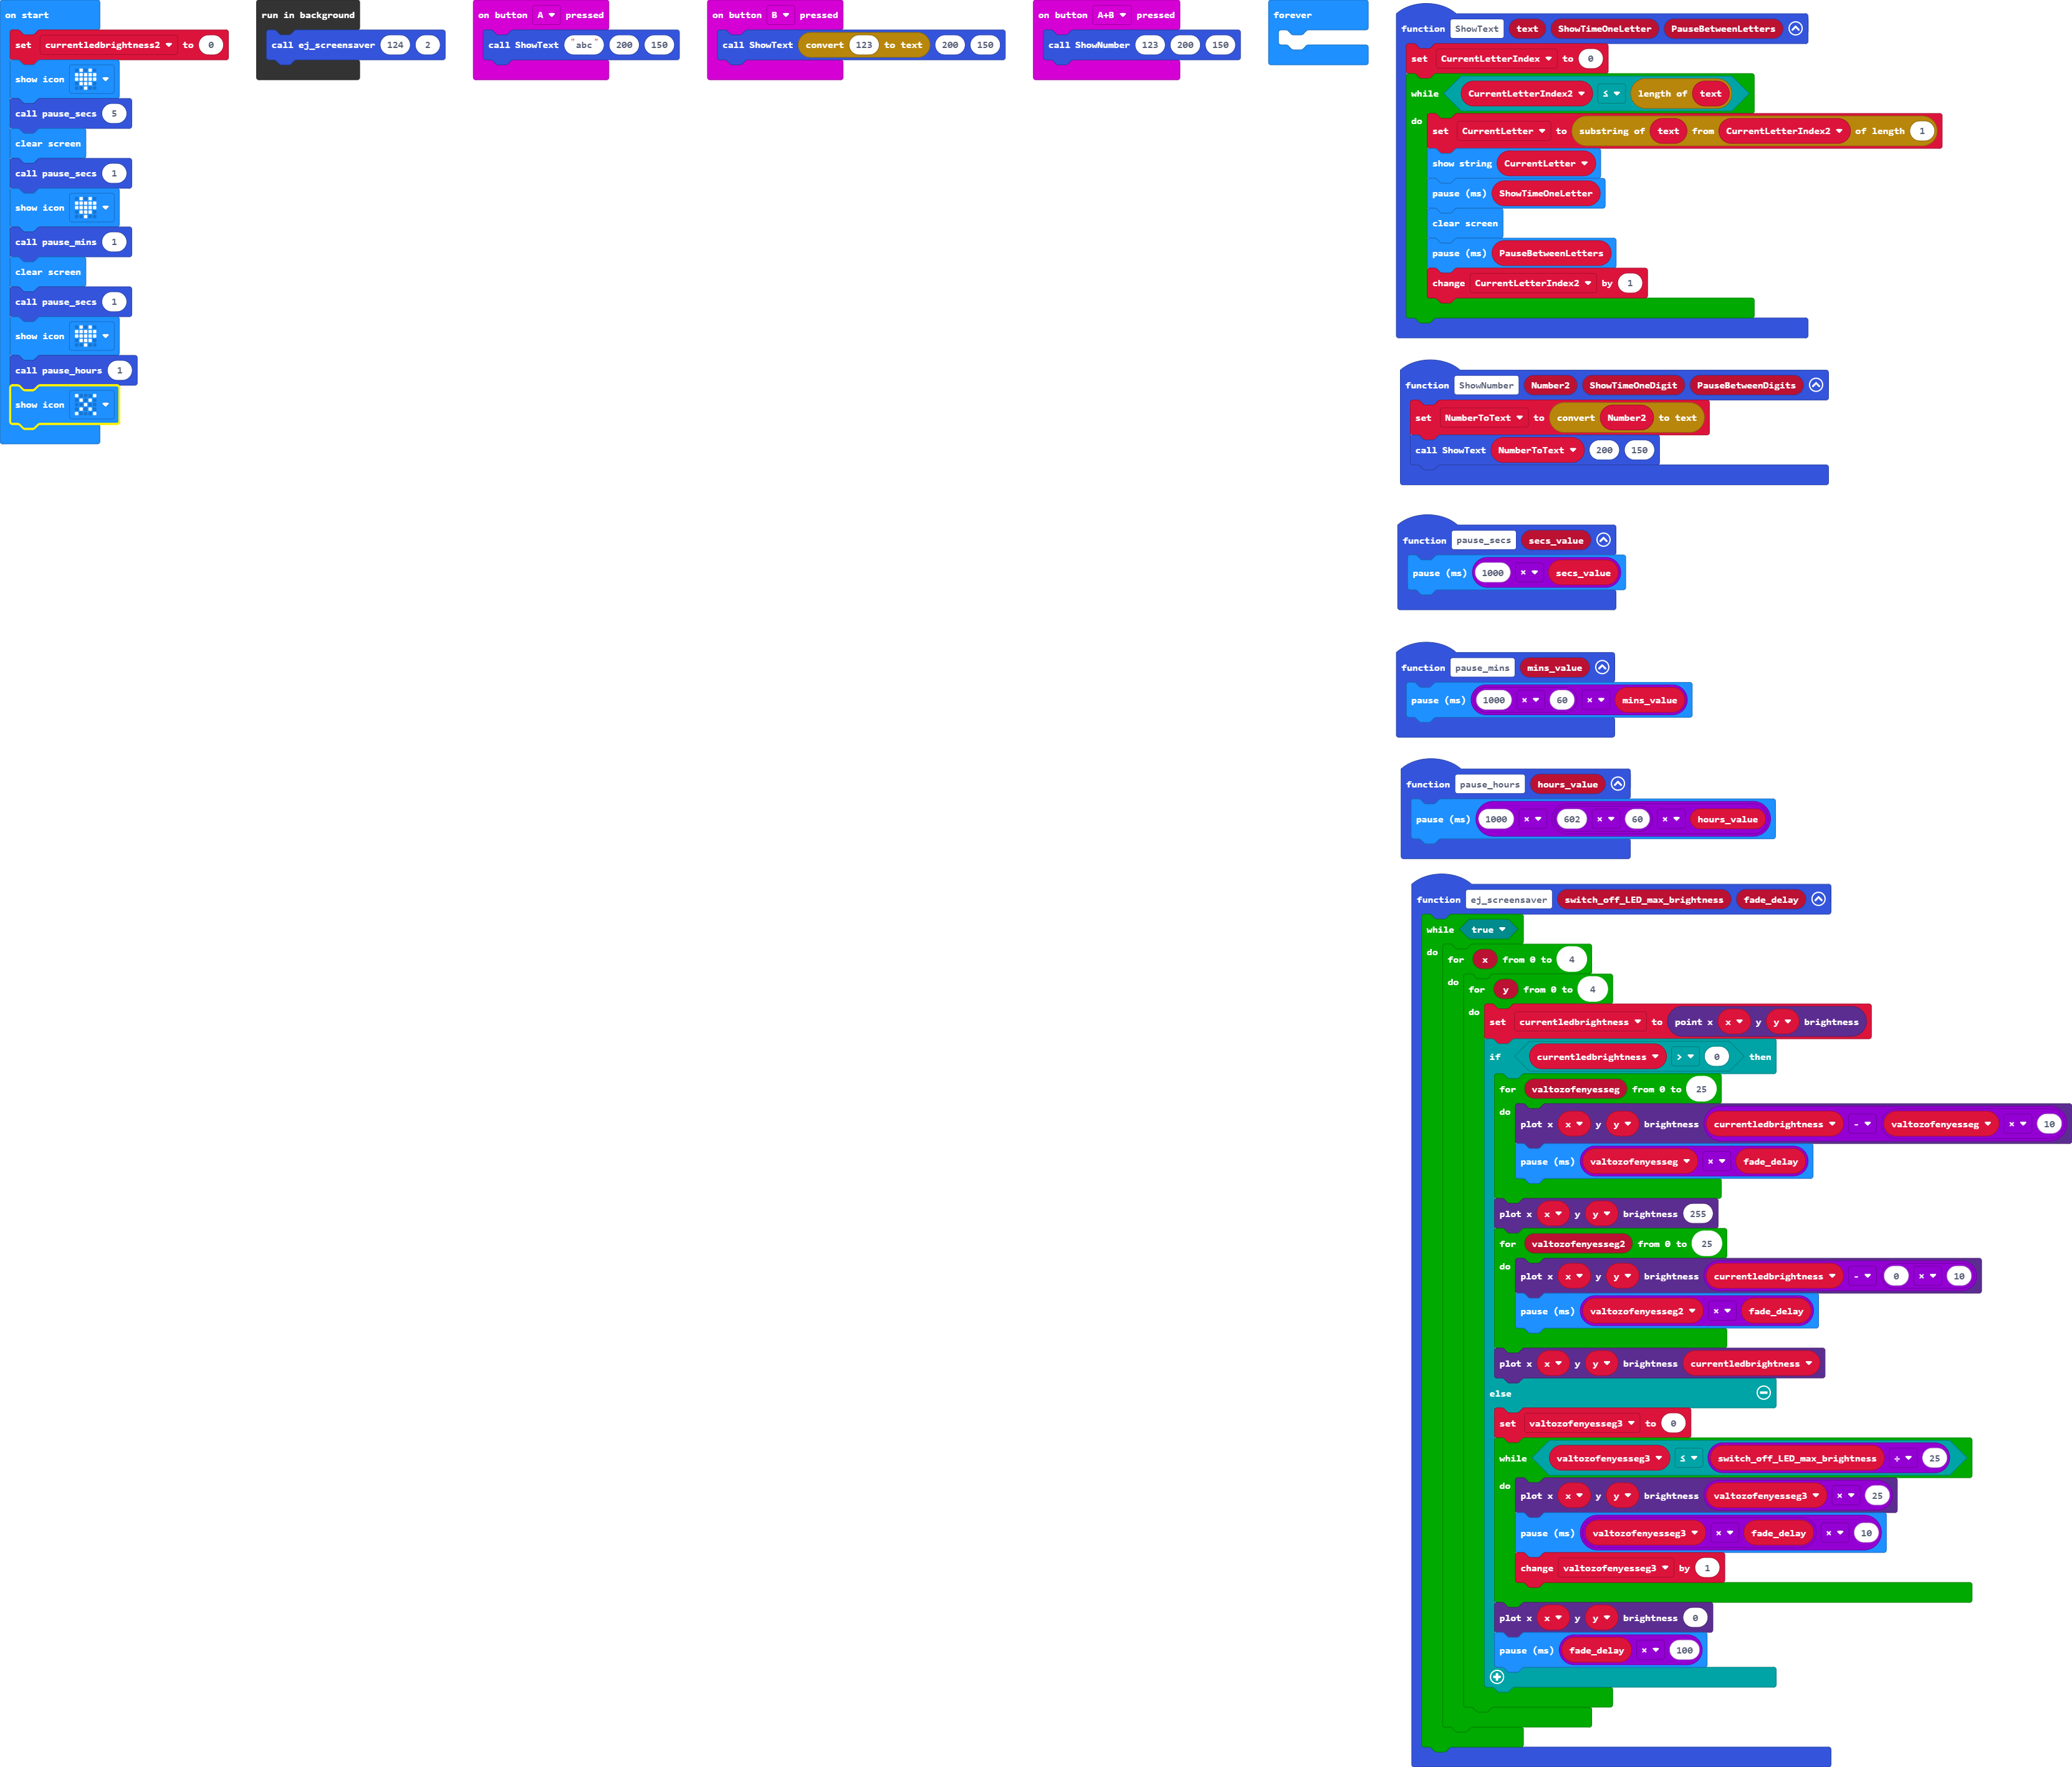 on start
set currentledbrightness2 to 0
show icon
call pause_secs 5
clear screen
call pause_secs 1
show icon
call pause_mins 1
clear screen
call pause_secs 1
show icon
call pause_hours 1
show icon
run in background
call ej_screensaver 124 2
on button A pressed
call ShowText "abc" 200 150
on button B pressed
call ShowText convert 123 to text 200 150
on button A+B pressed
call ShowNumber 123 200 150
forever
function ShowText text ShowTimeOneLetter PauseBetweenLetters
set CurrentLetterIndex to 0
while CurrentLetterIndex2 ≤ length of text
do
set CurrentLetter to substring of text from CurrentLetterIndex2 of length 1
show string CurrentLetter
pause (ms) ShowTimeOneLetter
clear screen
pause (ms) PauseBetweenLetters
change CurrentLetterIndex2 by 1
function ShowNumber Number2 ShowTimeOneDigit PauseBetweenDigits
set NumberToText to convert Number2 to text
call ShowText NumberToText 200 150
function pause_secs secs_value
pause (ms) 1000 × secs_value
function pause_mins mins_value
pause (ms) 1000 × 60 × mins_value
function pause_hours hours_value
pause (ms) 1000 × 602 × 60 × hours_value
function ej_screensaver switch_off_LED_max_brightness fade_delay
while true
do
for x from 0 to 4
do
for y from 0 to 4
do
set currentledbrightness to point x x y y brightness
if currentledbrightness > 0 then
for valtozofenyesseg from 0 to 25
do
plot x x y y brightness currentledbrightness - valtozofenyesseg × 10
pause (ms) valtozofenyesseg × fade_delay
plot x x y y brightness 255
for valtozofenyesseg2 from 0 to 25
do
plot x x y y brightness currentledbrightness - 0 × 10
pause (ms) valtozofenyesseg2 × fade_delay
plot x x y y brightness currentledbrightness
else
set valtozofenyesseg3 to 0
while valtozofenyesseg3 ≤ switch_off_LED_max_brightness ÷ 25
do
plot x x y y brightness valtozofenyesseg3 × 25
pause (ms) valtozofenyesseg3 × fade_delay × 10
change valtozofenyesseg3 by 1
plot x x y y brightness 0
pause (ms) fade_delay × 100